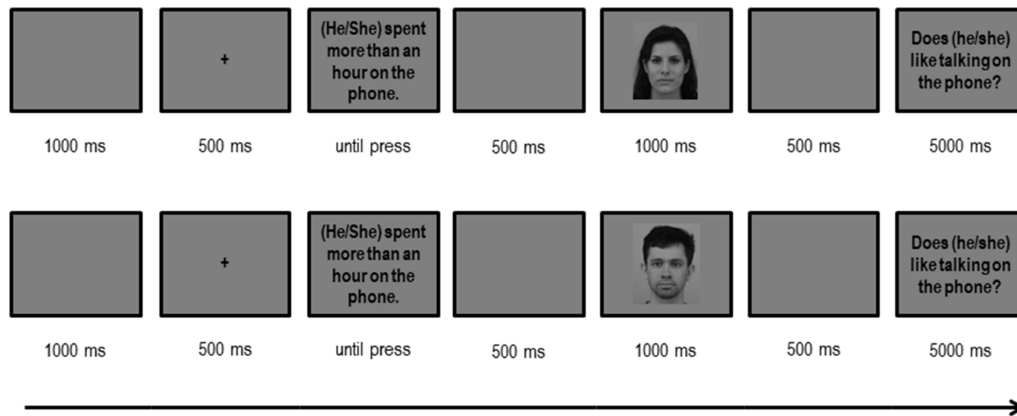 (He/She) spent
more than an
hour on the
phone.
Does (he/she)
like talking on
the phone?
1000 ms
500 ms
until press
500 ms
1000 ms
500 ms
5000 ms
(He/She) spent
more than an
hour on the
phone.
Does (he/she)
like talking on
the phone?
1000 ms
500 ms
until press
500 ms
1000 ms
500 ms
5000 ms